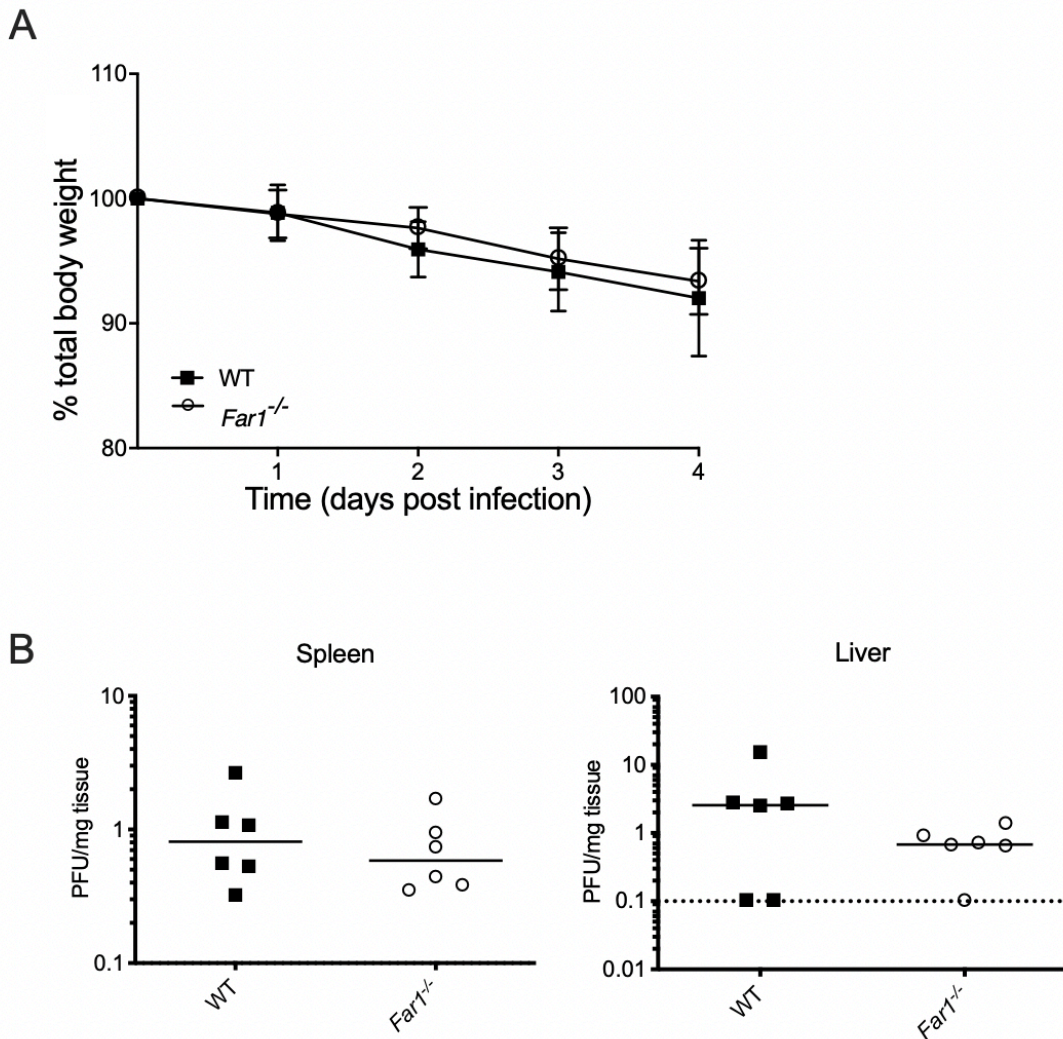 A
110
100
90
80
% total body weight
WT
Far1-/-
1 2 3 4
Time (days post infection)
B
Spleen
10
1
0.1
PFU/mg tissue
WT
Far1-/-
Liver
100
10
1
0.1
0.01
PFU/mg tissue
WT
Far1-/-